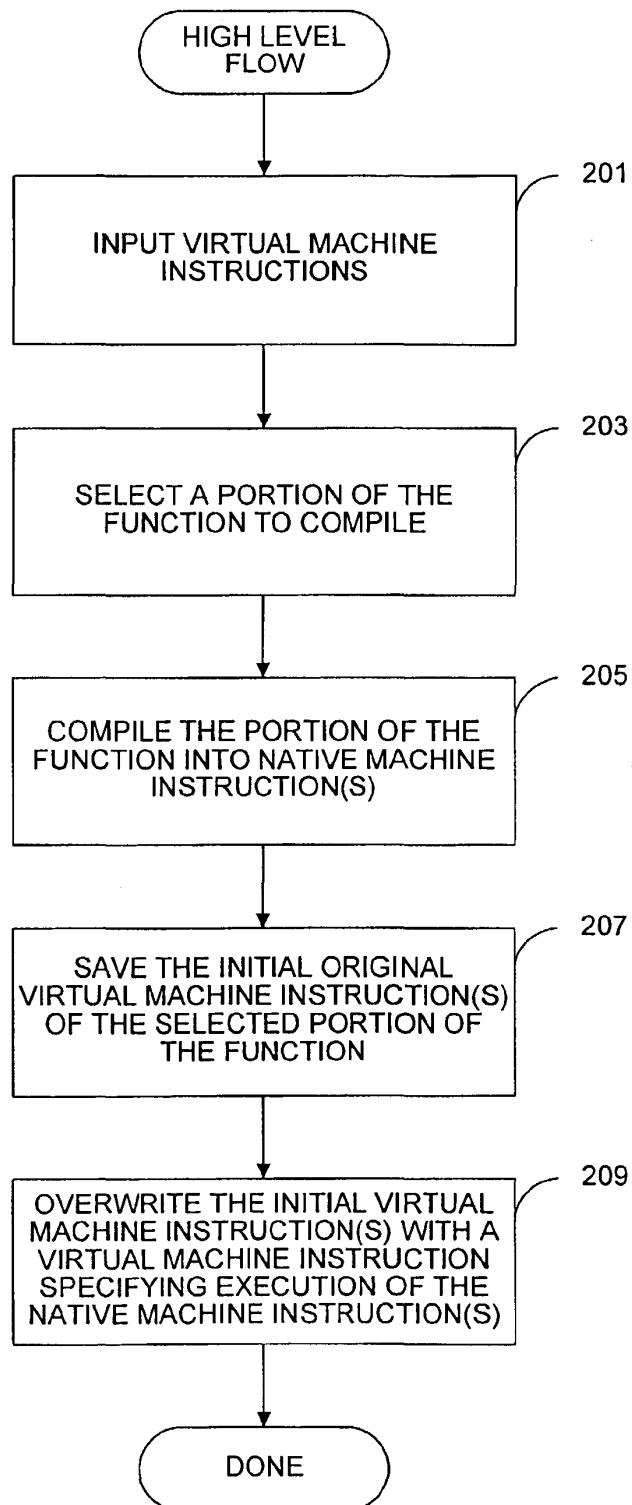 HIGH LEVEL
FLOW
201
INPUT VIRTUAL MACHINE
INSTRUCTIONS
203
SELECT A PORTION OF THE
FUNCTION TO COMPILE
205
COMPILE THE PORTION OF THE
FUNCTION INTO NATIVE MACHINE
INSTRUCTION(S)
207
SAVE THE INITIAL ORIGINAL
VIRTUAL MACHINE INSTRUCTION(S)
OF THE SELECTED PORTION OF
THE FUNCTION
209
OVERWRITE THE INITIAL VIRTUAL
MACHINE INSTRUCTION(S) WITH A
VIRTUAL MACHINE INSTRUCTION
SPECIFYING EXECUTION OF THE
NATIVE MACHINE INSTRUCTION(S)
DONE